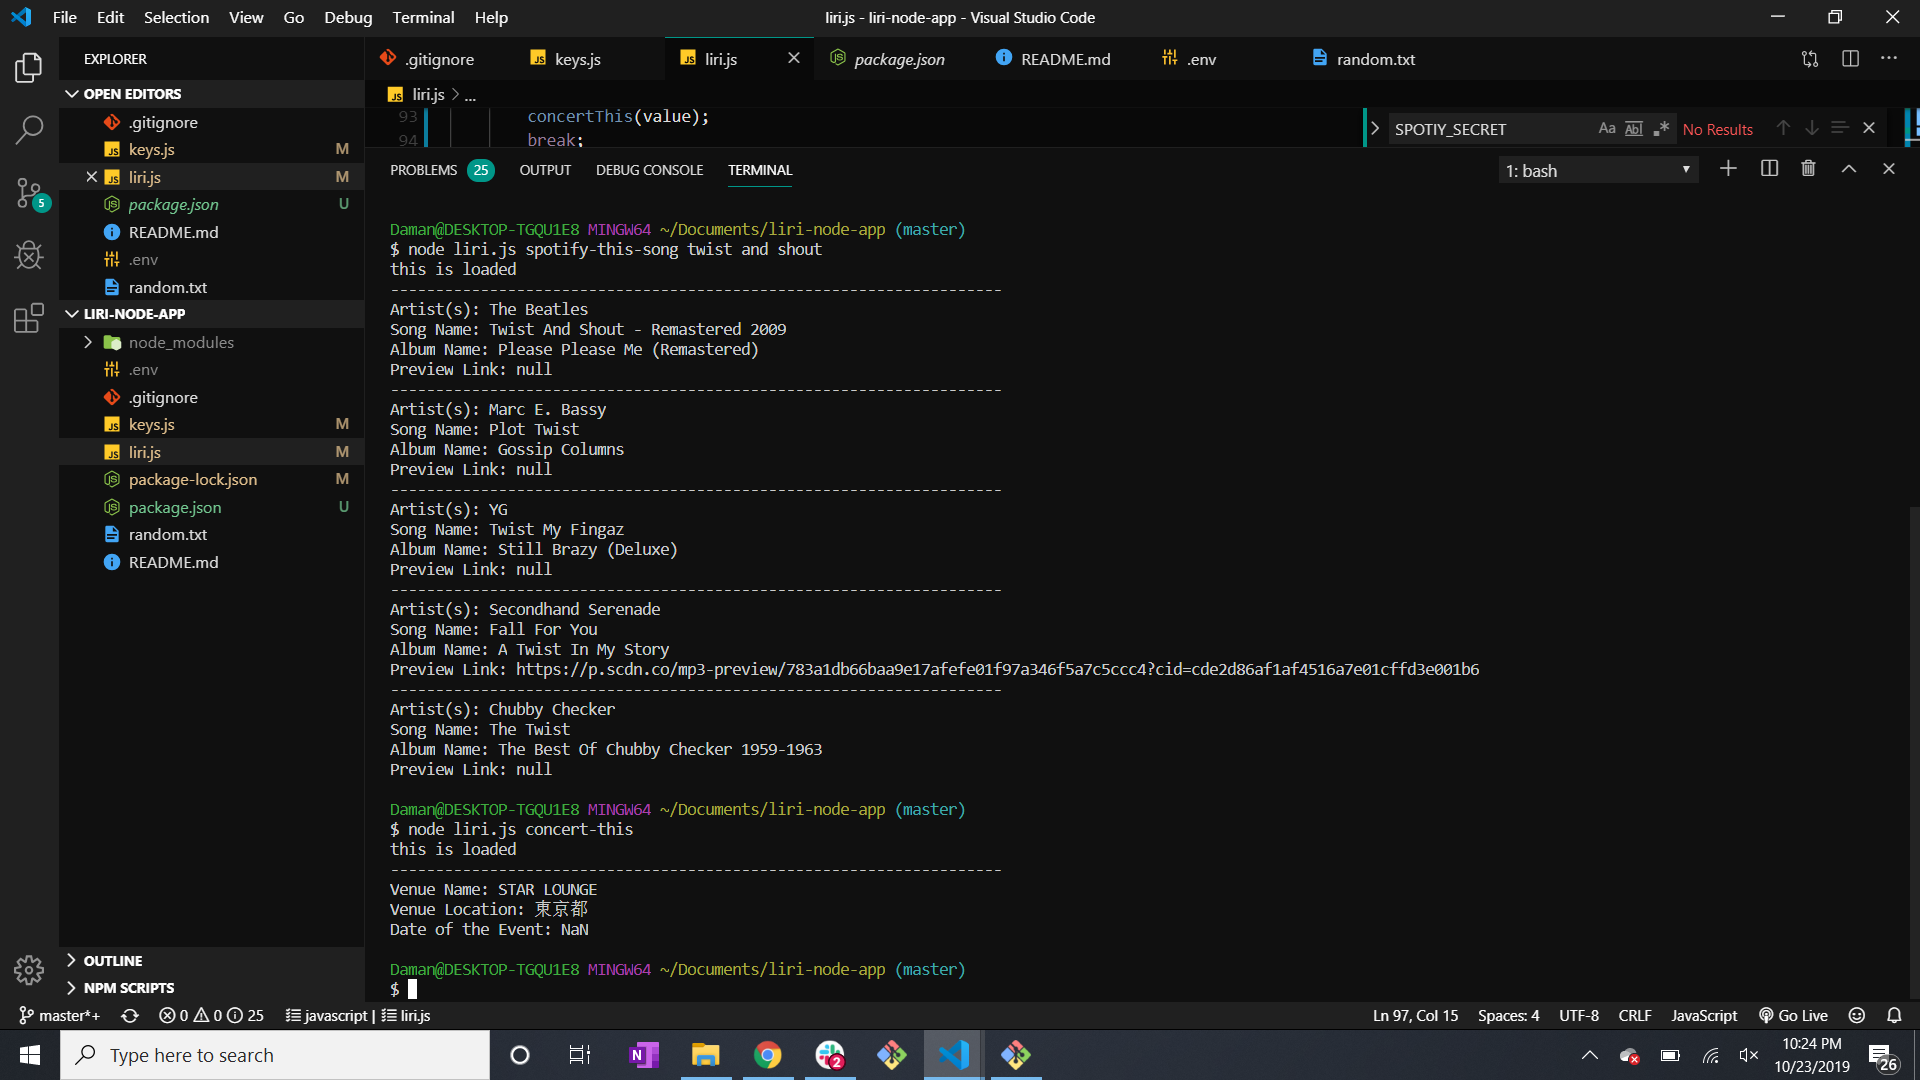 File Edit Selection View Go Debug Terminal Help
liri.js - liri-node-app - Visual Studio Code
EXPLORER
.gitignore
keys.js
liri.js
package.json
README.md
.env
random.txt
OPEN EDITORS
.gitignore
keys.js M
liri.js M
package.json U
README.md
.env
random.txt
5
LIRI-NODE-APP
node_modules
.env
.gitignore
keys.js M
liri.js M
package-lock.json M
package.json U
random.txt
README.md
OUTLINE
NPM SCRIPTS
liri.js > ...
93 concertThis(value);
94 break;
SPOTIY_SECRET Aa Abl .* No Results
PROBLEMS 25 OUTPUT DEBUG CONSOLE TERMINAL 1: bash
Daman@DESKTOP-TGQU1E8 MINGW64 ~/Documents/liri-node-app (master)
$ node liri.js spotify-this-song twist and shout
this is loaded
--------------------------------------------------------------------
Artist(s): The Beatles
Song Name: Twist And Shout - Remastered 2009
Album Name: Please Please Me (Remastered)
Preview Link: null
--------------------------------------------------------------------
Artist(s): Marc E. Bassy
Song Name: Plot Twist
Album Name: Gossip Columns
Preview Link: null
--------------------------------------------------------------------
Artist(s): YG
Song Name: Twist My Fingaz
Album Name: Still Brazy (Deluxe)
Preview Link: null
--------------------------------------------------------------------
Artist(s): Secondhand Serenade
Song Name: Fall For You
Album Name: A Twist In My Story
Preview Link: https://p.scdn.co/mp3-preview/783a1db66baa9e17afefe01f97a346f5a7c5ccc4?cid=cde2d86af1af4516a7e01cffd3e001b6
--------------------------------------------------------------------
Artist(s): Chubby Checker
Song Name: The Twist
Album Name: The Best Of Chubby Checker 1959-1963
Preview Link: null
Daman@DESKTOP-TGQU1E8 MINGW64 ~/Documents/liri-node-app (master)
$ node liri.js concert-this
this is loaded
--------------------------------------------------------------------
Venue Name: STAR LOUNGE
Venue Location: 東京都
Date of the Event: NaN
Daman@DESKTOP-TGQU1E8 MINGW64 ~/Documents/liri-node-app (master)
$
master*+ 0 0 25 javascript | liri.js Ln 97, Col 15 Spaces: 4 UTF-8 CRLF JavaScript Go Live
Type here to search
N
2
10:24 PM
10/23/2019
26